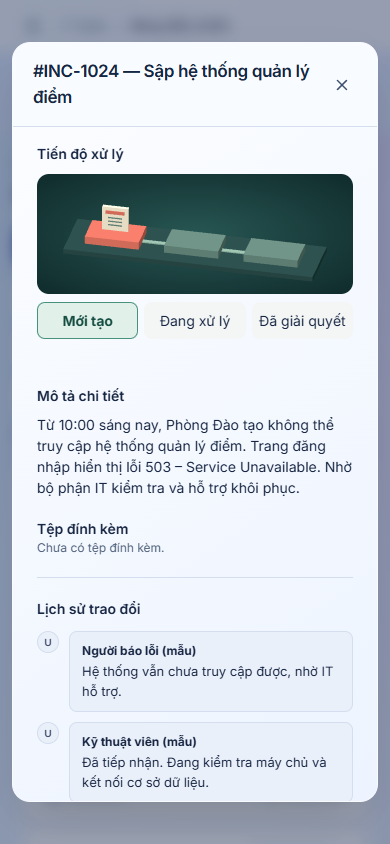 #INC-1024 — Sập hệ thống quản lý
điểm
Tiến độ xử lý
Mới tạo
Đang xử lý
Đã giải quyết
Mô tả chi tiết
Từ 10:00 sáng nay, Phòng Đào tạo không thể
truy cập hệ thống quản lý điểm. Trang đăng
nhập hiển thị lỗi 503 – Service Unavailable. Nhờ
bộ phận IT kiểm tra và hỗ trợ khôi phục.
Tệp đính kèm
Chưa có tệp đính kèm.
Lịch sử trao đổi
U
Người báo lỗi (mẫu)
Hệ thống vẫn chưa truy cập được, nhờ IT
hỗ trợ.
U
Kỹ thuật viên (mẫu)
Đã tiếp nhận. Đang kiểm tra máy chủ và
kết nối cơ sở dữ liệu.